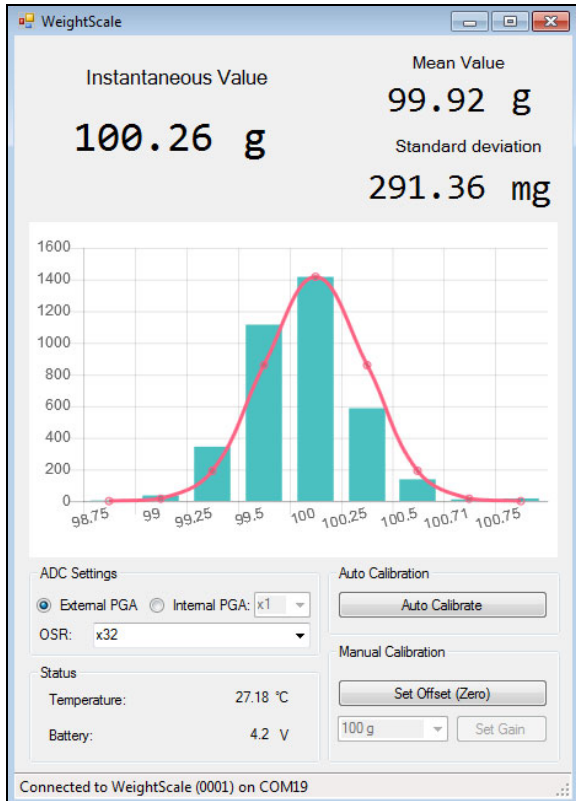 WeightScale
Instantaneous Value
100.26 g
Mean Value
99.92 g
Standard deviation
291.36 mg
1600
1400
1200
1000
800
600
400
200
0
98.75 99 99.25 99.5 100 100.25 100.5 100.71 100.75
ADC Settings
External PGA Internal PGA: x1
OSR: x32
Auto Calibration
Auto Calibrate
Status
Temperature: 27.18 °C
Battery: 4.2 V
Manual Calibration
Set Offset (Zero)
100 g Set Gain
Connected to WeightScale (0001) on COM19